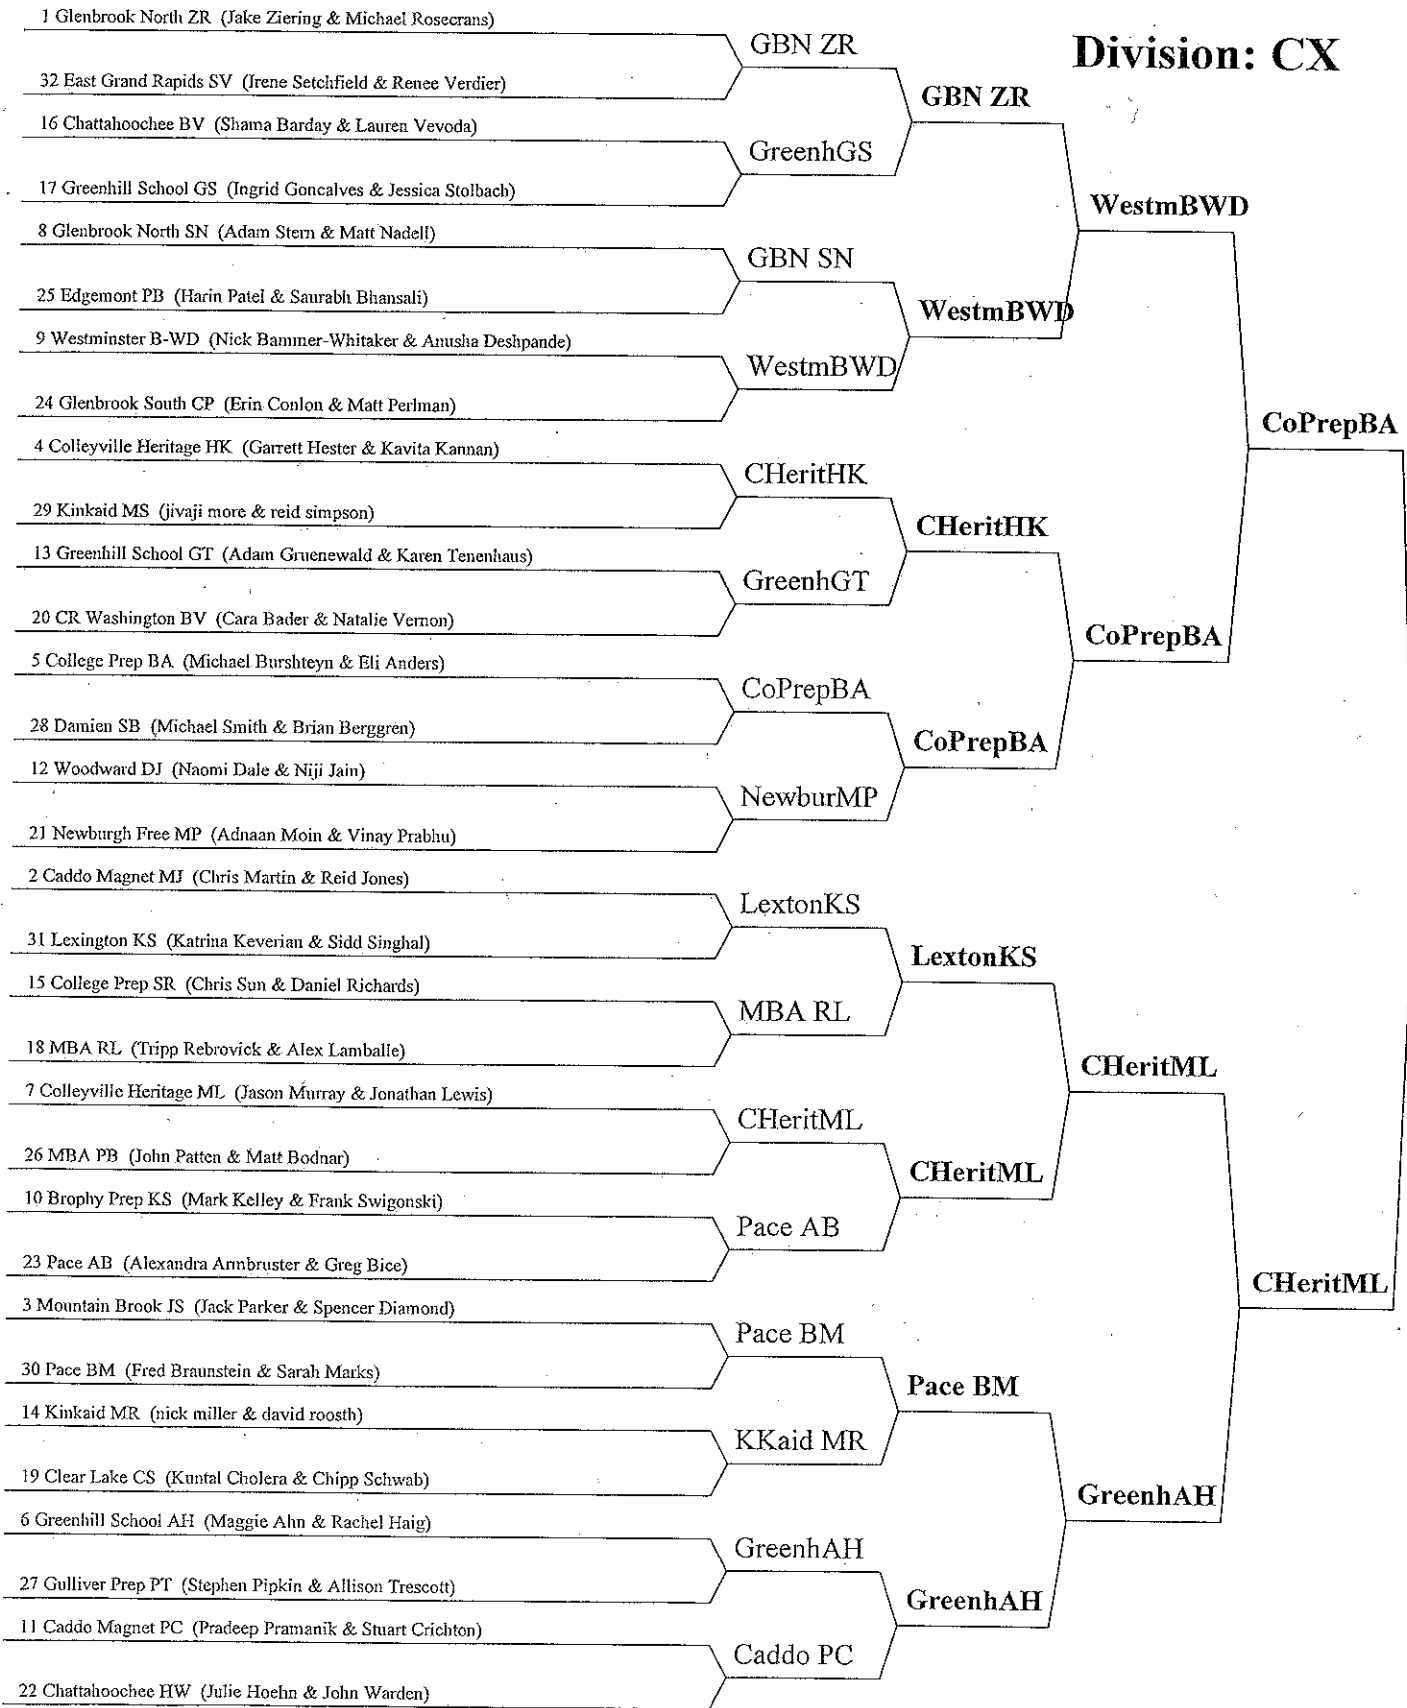 Division: CX
1 Glenbrook North ZR (Jake Ziering & Michael Rosecrans)
32 East Grand Rapids SV (Irene Setchfield & Renee Verdier)
16 Chattahoochee BV (Shama Barday & Lauren Vevoda)
17 Greenhill School GS (Ingrid Goncalves & Jessica Stolbach)
8 Glenbrook North SN (Adam Stern & Matt Nadell)
25 Edgemont PB (Harin Patel & Saurabh Bhansali)
9 Westminster B-WD (Nick Bammer-Whitaker & Anusha Deshpande)
24 Glenbrook South CP (Erin Conlon & Matt Perlman)
4 Colleyville Heritage HK (Garrett Hester & Kavita Kannan)
29 Kinkaid MS (jivaji more & reid simpson)
13 Greenhill School GT (Adam Gruenewald & Karen Tenenhaus)
20 CR Washington BV (Cara Bader & Natalie Vernon)
5 College Prep BA (Michael Burshteyn & Eli Anders)
28 Damien SB (Michael Smith & Brian Berggren)
12 Woodward DJ (Naomi Dale & Niji Jain)
21 Newburgh Free MP (Adnaan Moin & Vinay Prabhu)
2 Caddo Magnet MJ (Chris Martin & Reid Jones)
31 Lexington KS (Katrina Keverian & Sidd Singhal)
15 College Prep SR (Chris Sun & Daniel Richards)
18 MBA RL (Tripp Rebrovick & Alex Lamballe)
7 Colleyville Heritage ML (Jason Murray & Jonathan Lewis)
26 MBA PB (John Patten & Matt Bodnar)
10 Brophy Prep KS (Mark Kelley & Frank Swigonski)
23 Pace AB (Alexandra Armbruster & Greg Bice)
3 Mountain Brook JS (Jack Parker & Spencer Diamond)
30 Pace BM (Fred Braunstein & Sarah Marks)
14 Kinkaid MR (nick miller & david roosth)
19 Clear Lake CS (Kuntal Cholera & Chipp Schwab)
6 Greenhill School AH (Maggie Ahn & Rachel Haig)
27 Gulliver Prep PT (Stephen Pipkin & Allison Trescott)
11 Caddo Magnet PC (Pradeep Pramanik & Stuart Crichton)
22 Chattahoochee HW (Julie Hoehn & John Warden)
GBN ZR
GreenhGS
GBN SN
WestmBWD
CHeritHK
GreenhGT
CoPrepBA
NewburMP
LextonKS
MBA RL
CHeritML
Pace AB
Pace BM
KKaid MR
GreenhAH
Caddo PC
GBN ZR
WestmBWD
CHeritHK
CoPrepBA
LextonKS
CHeritML
Pace BM
GreenhAH
WestmBWD
CoPrepBA
CHeritML
GreenhAH
CoPrepBA
CHeritML